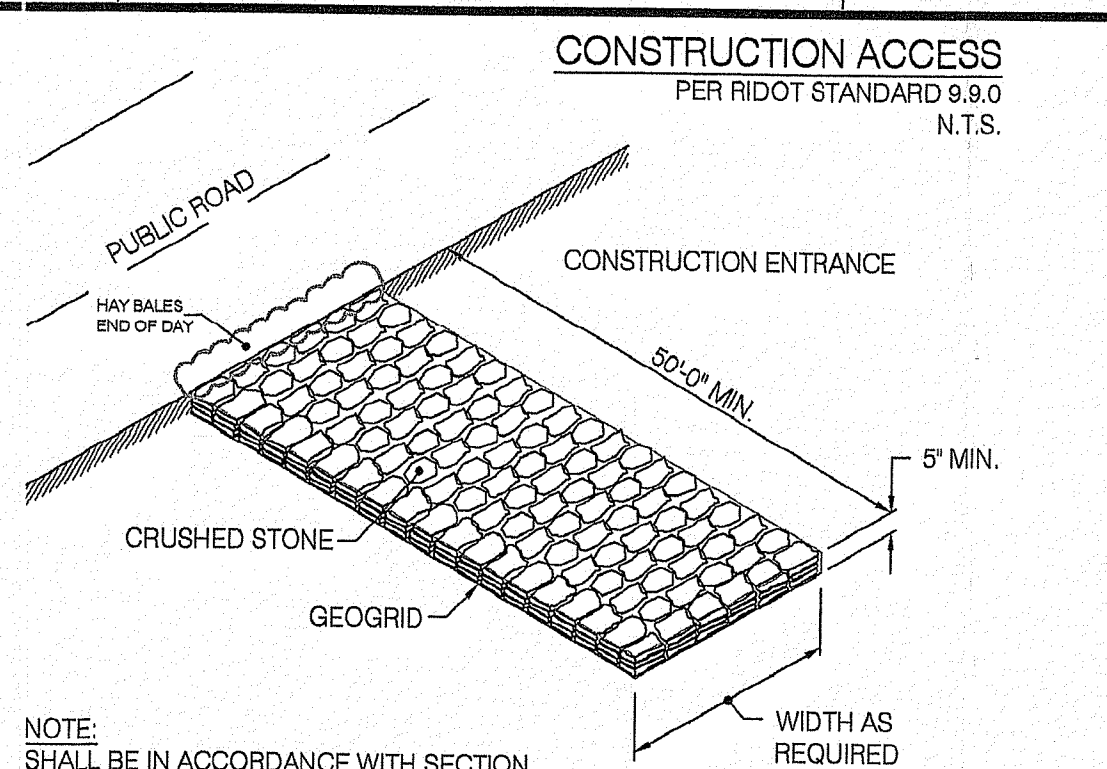 CONSTRUCTION ACCESS
PER RIDOT STANDARD 9.9.0
N.T.S.
PUBLIC ROAD
CONSTRUCTION ENTRANCE
HAY BALES
END OF DAY
50'-0" MIN.
5" MIN.
CRUSHED STONE
GEOGRID
WIDTH AS
REQUIRED
NOTE:
SHALL BE IN ACCORDANCE WITH SECTION